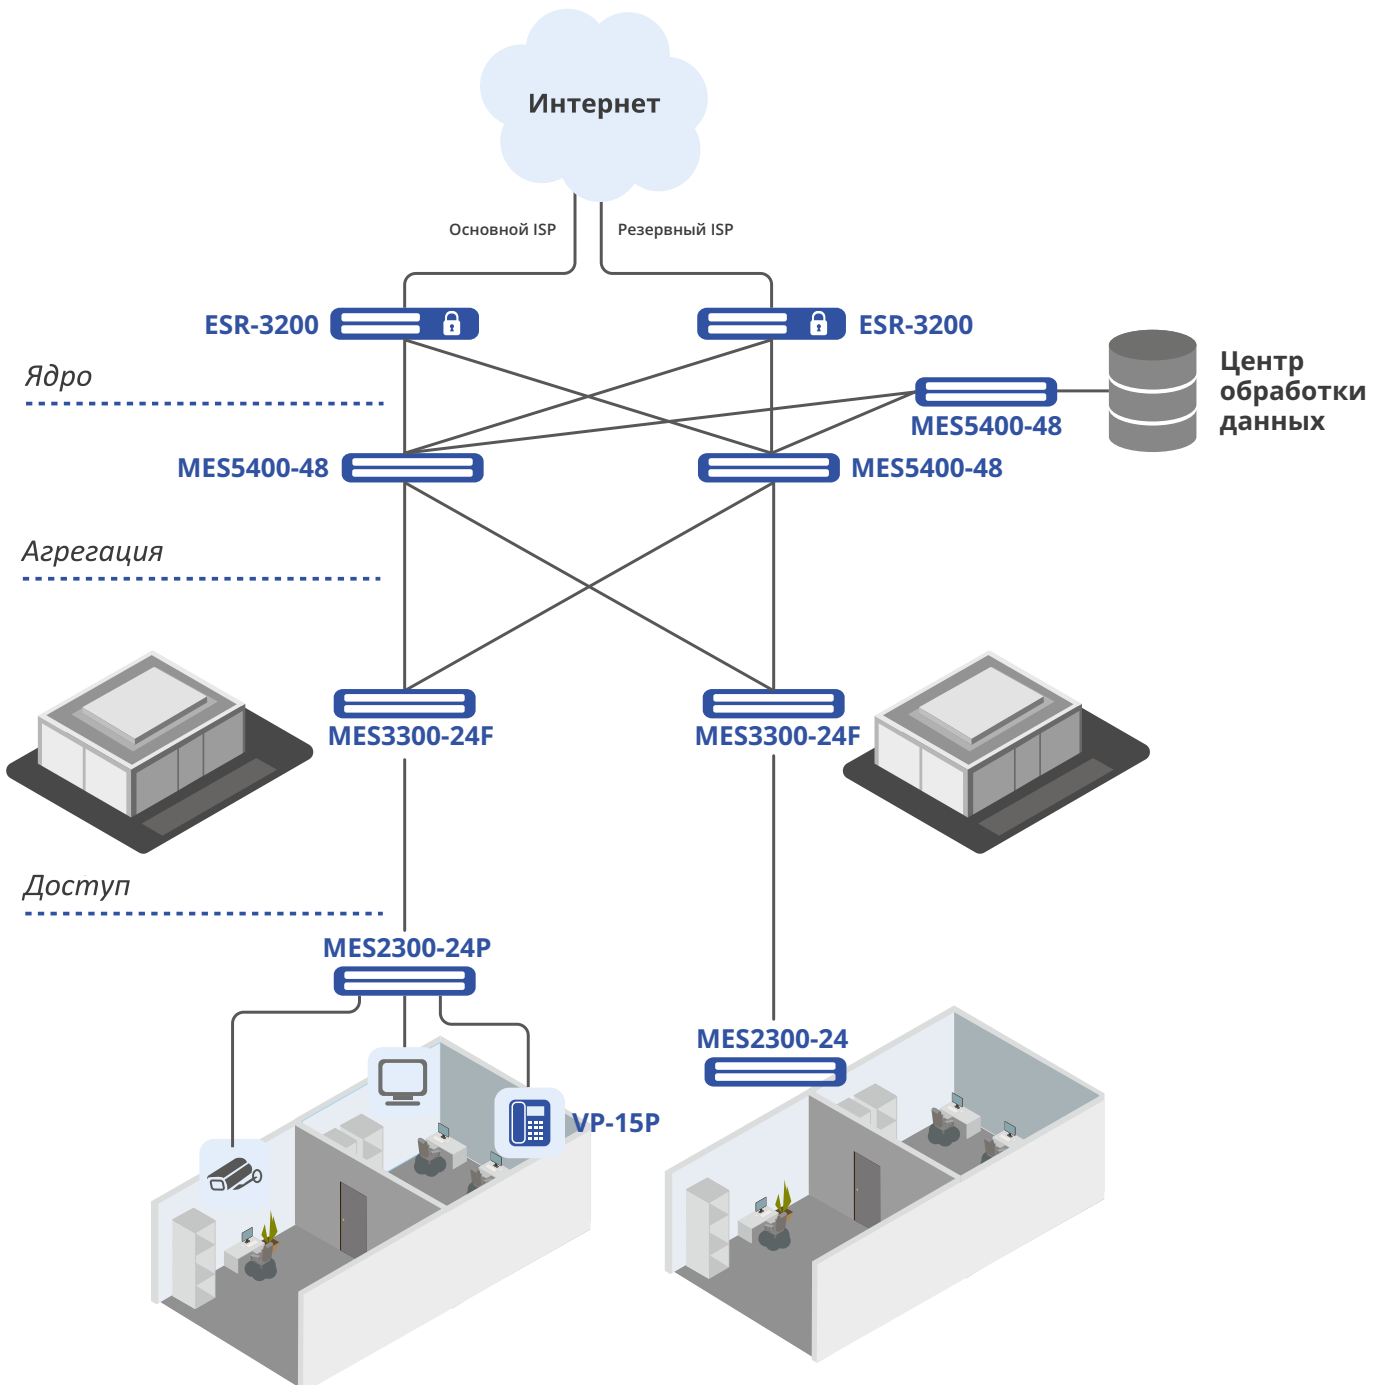 Интернет
Основной ISP
Резервный ISP
ESR-3200
ESR-3200
Ядро
Центр
обработки
данных
MES5400-48
MES5400-48
MES5400-48
Агрегация
MES3300-24F
MES3300-24F
Доступ
MES2300-24P
MES2300-24
VP-15P